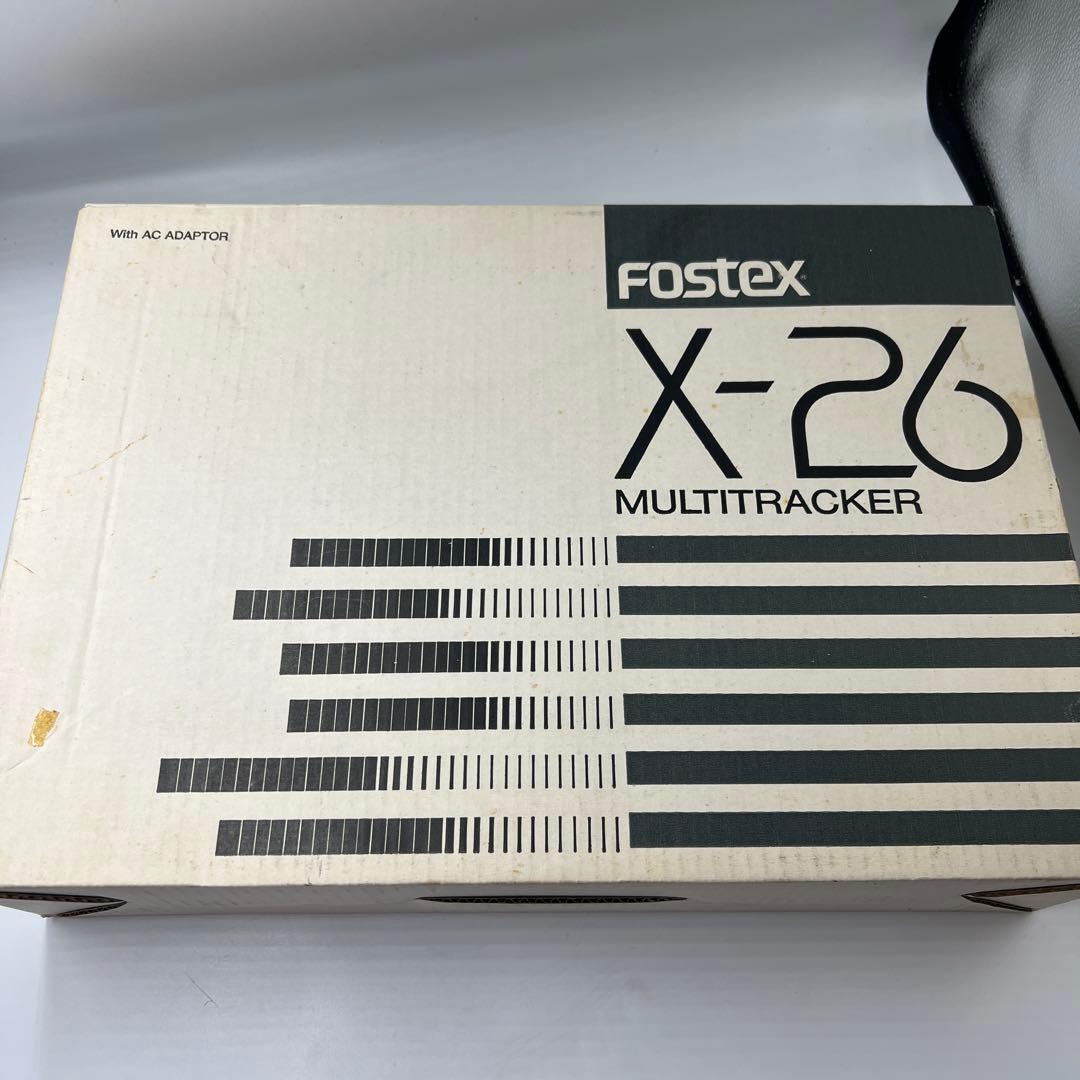 With AC ADAPTOR
FOSTEX®
X-26
MULTITRACKER